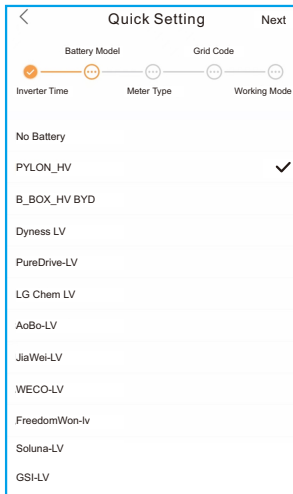 Quick Setting Next
Battery Model Grid Code
Inverter Time Meter Type Working Mode
No Battery
PYLON_HV
B_BOX_HV BYD
Dyness LV
PureDrive-LV
LG Chem LV
AoBo-LV
JiaWei-LV
WECO-LV
FreedomWon-lv
Soluna-LV
GSI-LV